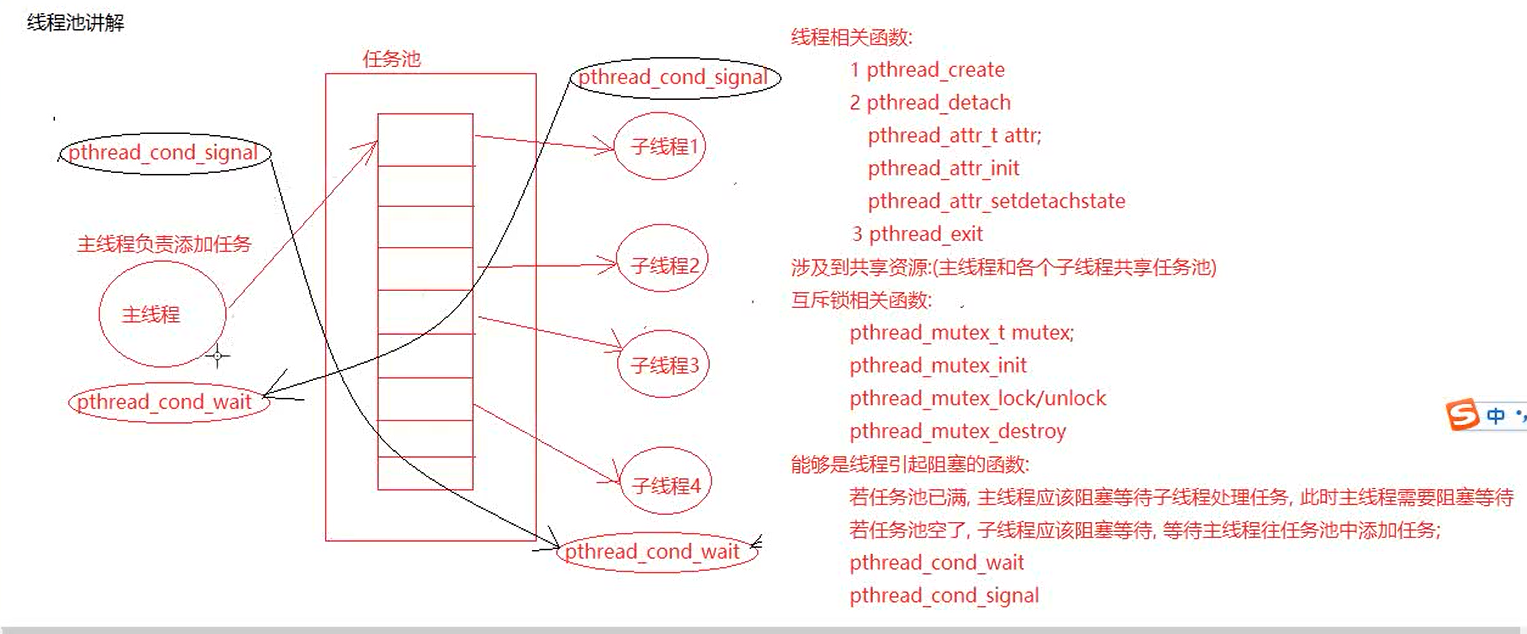 线程池讲解
任务池
pthread_cond_signal
pthread_cond_signal
子线程1
主线程负责添加任务
子线程2
主线程
子线程3
pthread_cond_wait
子线程4
pthread_cond_wait
线程相关函数:
1 pthread_create
2 pthread_detach
pthread_attr_t attr;
pthread_attr_init
pthread_attr_setdetachstate
3 pthread_exit
涉及到共享资源:(主线程和各个子线程共享任务池)
互斥锁相关函数:
pthread_mutex_t mutex;
pthread_mutex_init
pthread_mutex_lock/unlock
pthread_mutex_destroy
能够是线程引起阻塞的函数:
若任务池已满, 主线程应该阻塞等待子线程处理任务, 此时主线程需要阻塞等待
若任务池空了, 子线程应该阻塞等待, 等待主线程往任务池中添加任务;
pthread_cond_wait
pthread_cond_signal
S 中